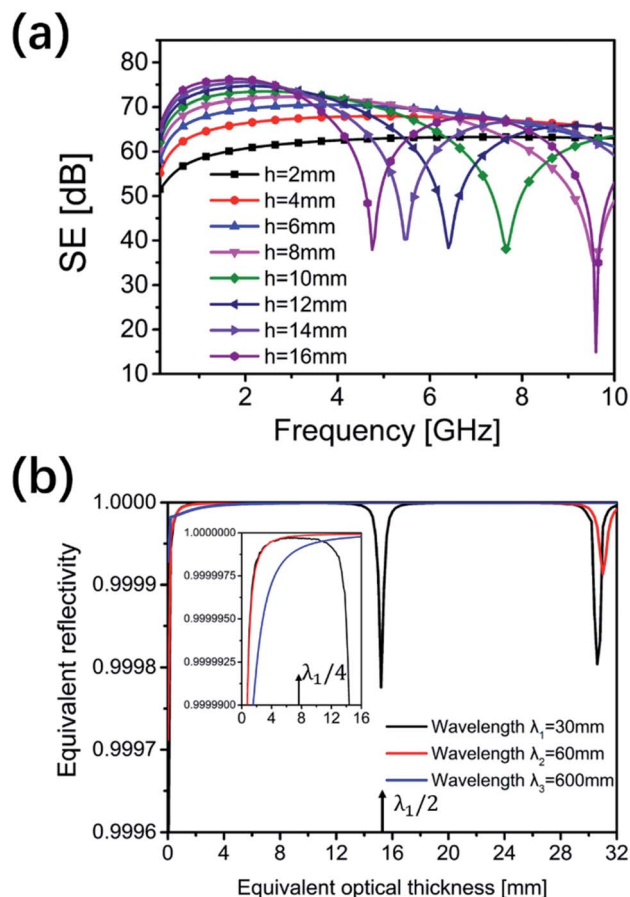 (a)
80
70
60
50
40
30
20
10
SE [dB]
h=2mm
h=4mm
h=6mm
h=8mm
h=10mm
h=12mm
h=14mm
h=16mm
2 4 6 8 10
Frequency [GHz]
(b)
1.0000
0.9999
0.9998
0.9997
0.9996
Equivalent reflectivity
1.0000000
0.9999975
0.9999950
0.9999925
0.9999900
λ₁/4
0 4 8 12 16
Wavelength λ₁=30mm
Wavelength λ₂=60mm
Wavelength λ₃=600mm
λ₁/2
0 4 8 12 16 20 24 28 32
Equivalent optical thickness [mm]